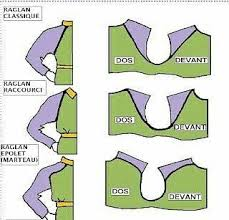 RAGLAN
CLASSIQUE
DOS
DEVANT
RAGLAN
RACCOURCI
DOS
DEVANT
RAGLAN
EPOLET
(MARTEAU)
DOS
DEVANT